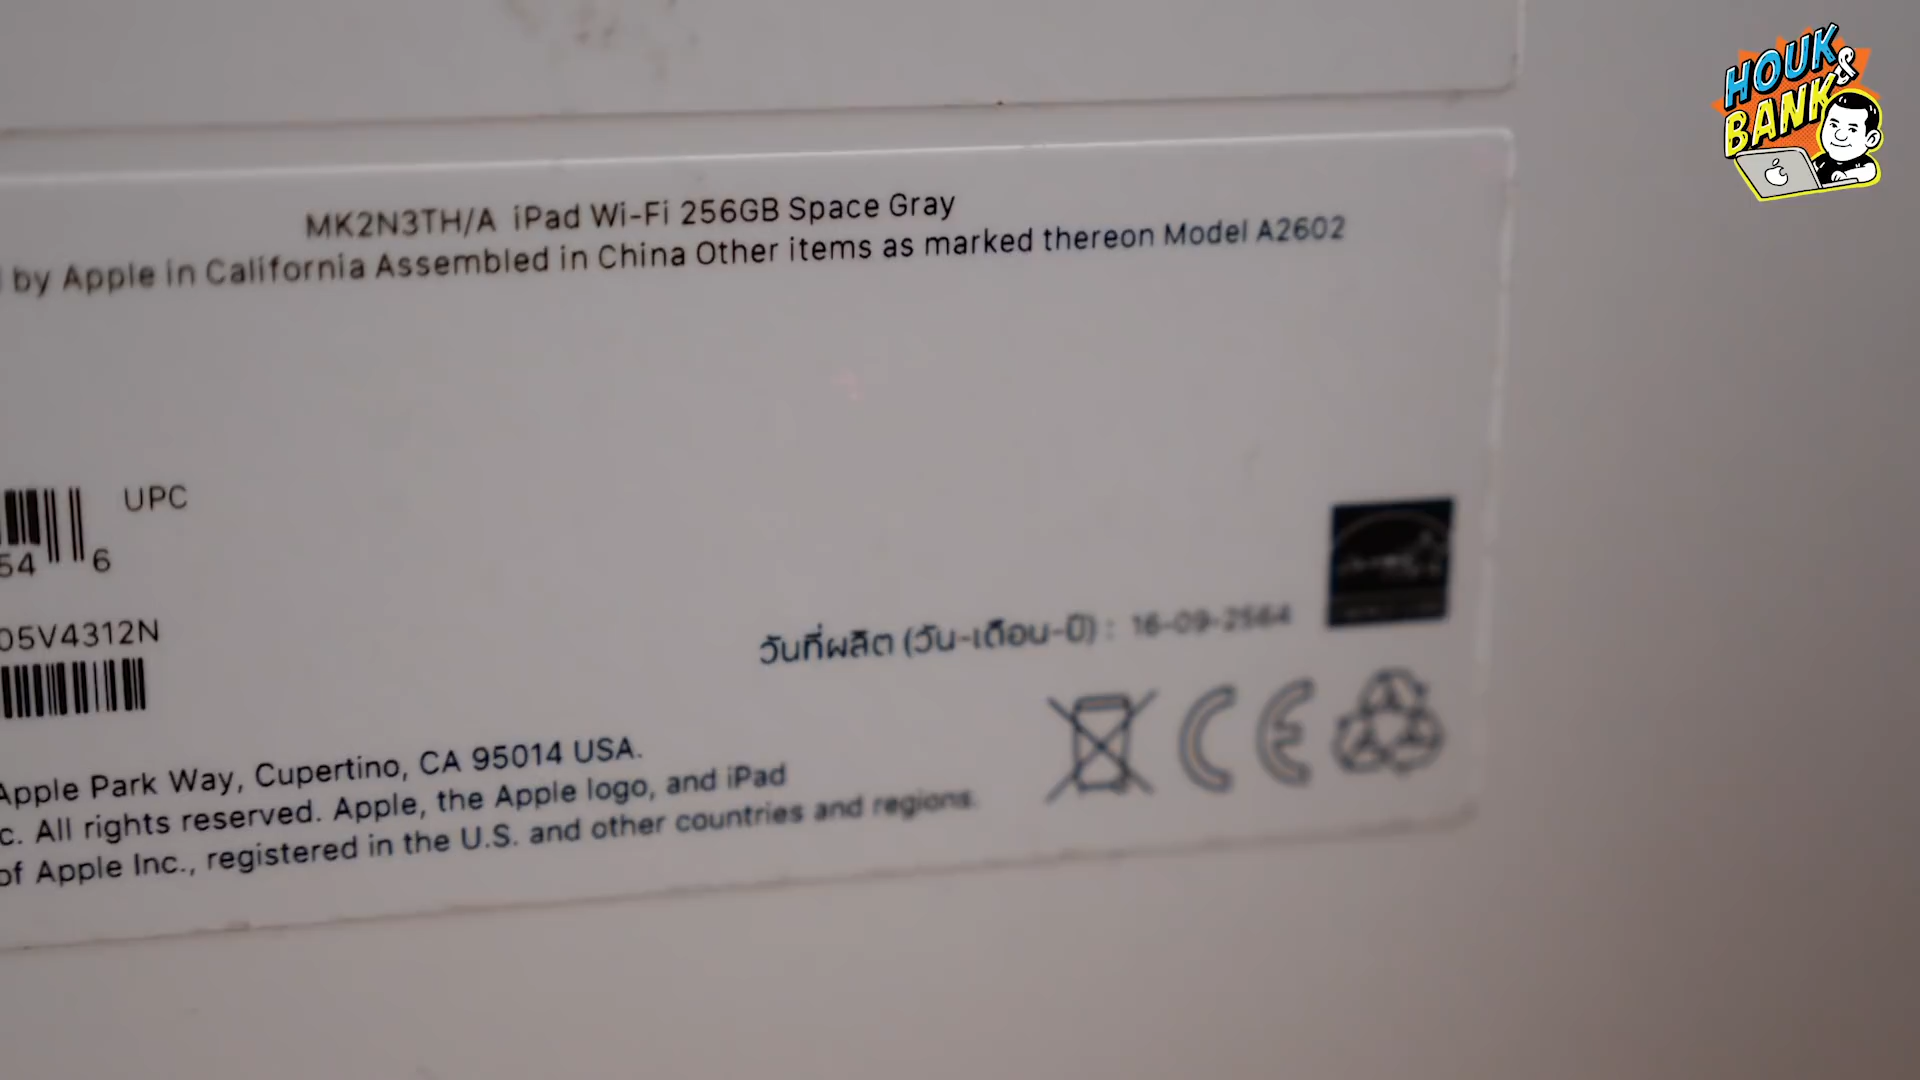 HOUK &
BANK
MK2N3TH/A iPad Wi-Fi 256GB Space Gray
by Apple in California Assembled in China Other items as marked thereon Model A2602
UPC
54 6
05V4312N
วันที่ผลิต (วัน-เดือน-ปี) : 16-09-2564
Apple Park Way, Cupertino, CA 95014 USA.
c. All rights reserved. Apple, the Apple logo, and iPad
of Apple Inc., registered in the U.S. and other countries and regions.
CE